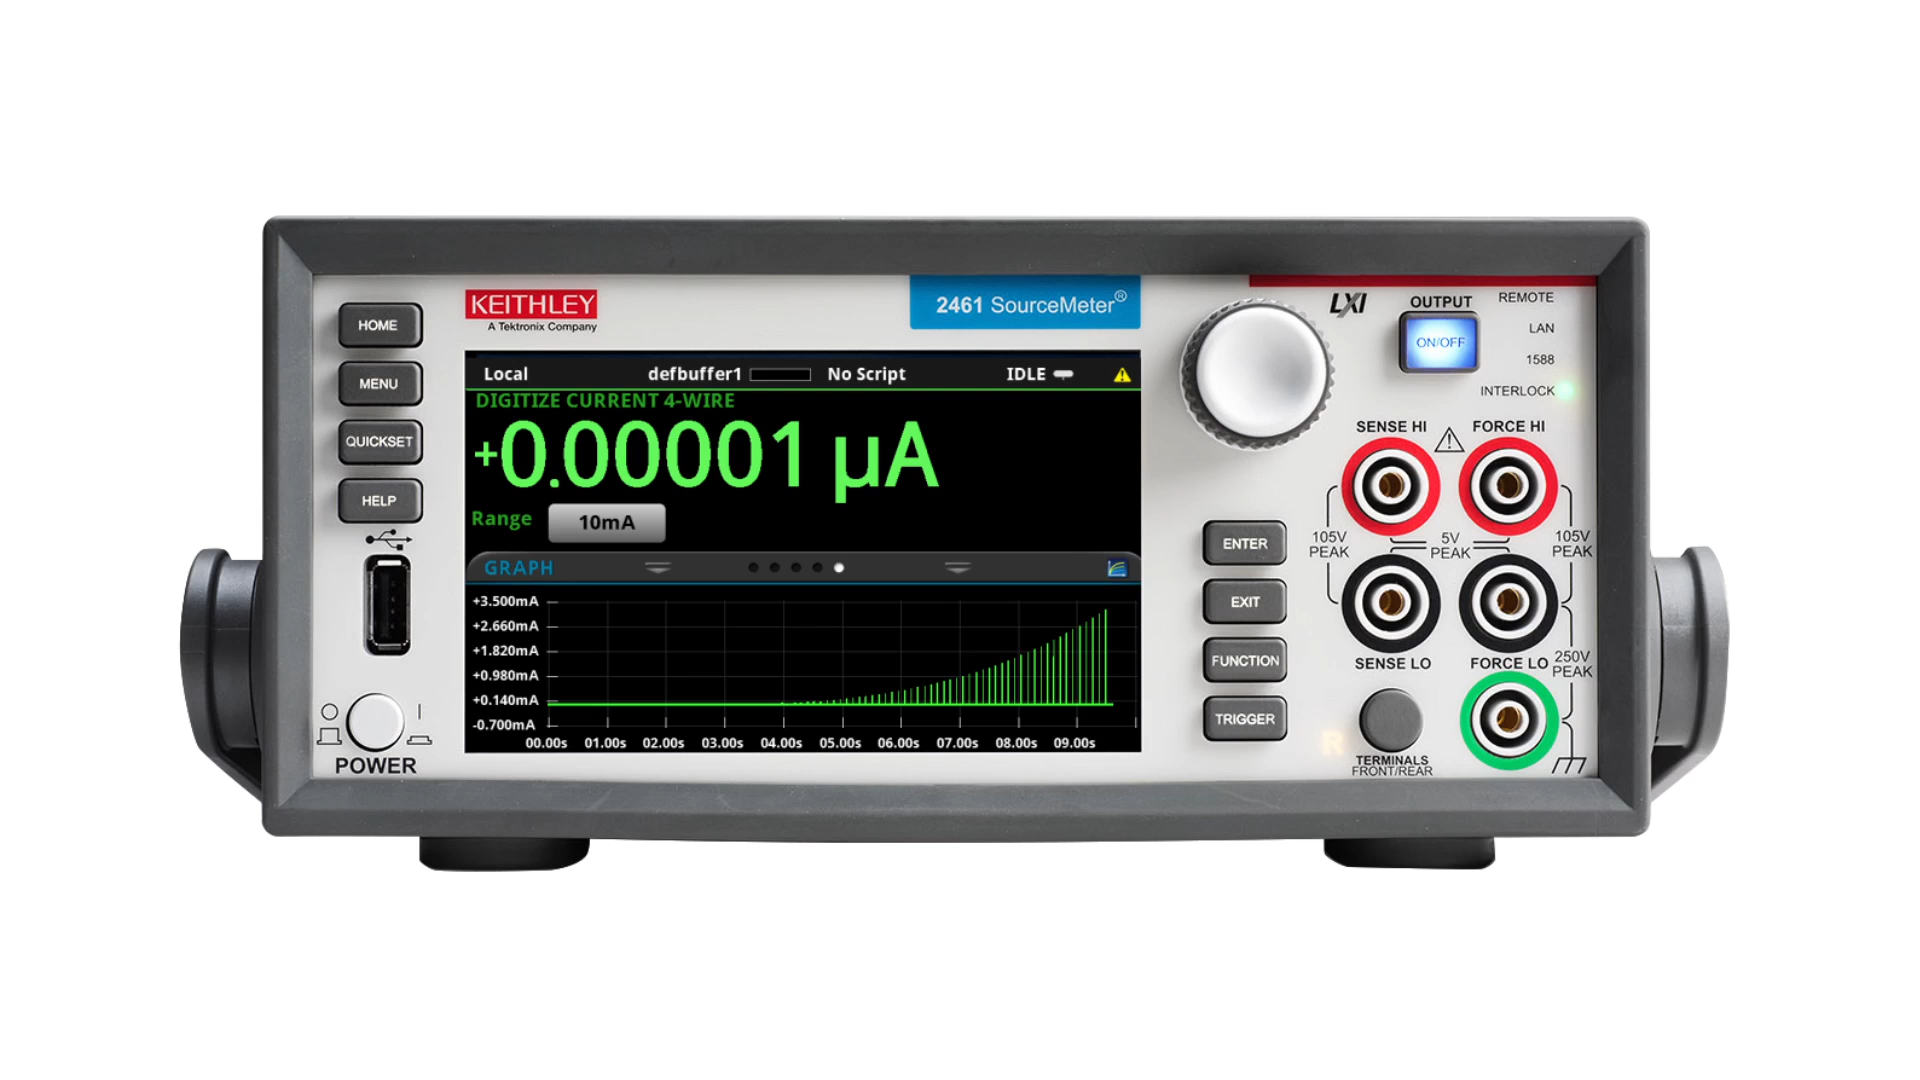 HOME
MENU
QUICKSET
HELP
POWER
KEITHLEY
A Tektronix Company
2461 SourceMeter®
Local defbuffer1 No Script IDLE
DIGITIZE CURRENT 4-WIRE
+0.00001 µA
Range 10mA
GRAPH
+3.500mA
+2.660mA
+1.820mA
+0.980mA
+0.140mA
-0.700mA
00.00s 01.00s 02.00s 03.00s 04.00s 05.00s 06.00s 07.00s 08.00s 09.00s
ENTER
EXIT
FUNCTION
TRIGGER
LXI
OUTPUT
ON/OFF
REMOTE
LAN
1588
INTERLOCK
SENSE HI FORCE HI
105V PEAK
5V PEAK
105V PEAK
SENSE LO FORCE LO
250V PEAK
R
TERMINALS
FRONT/REAR